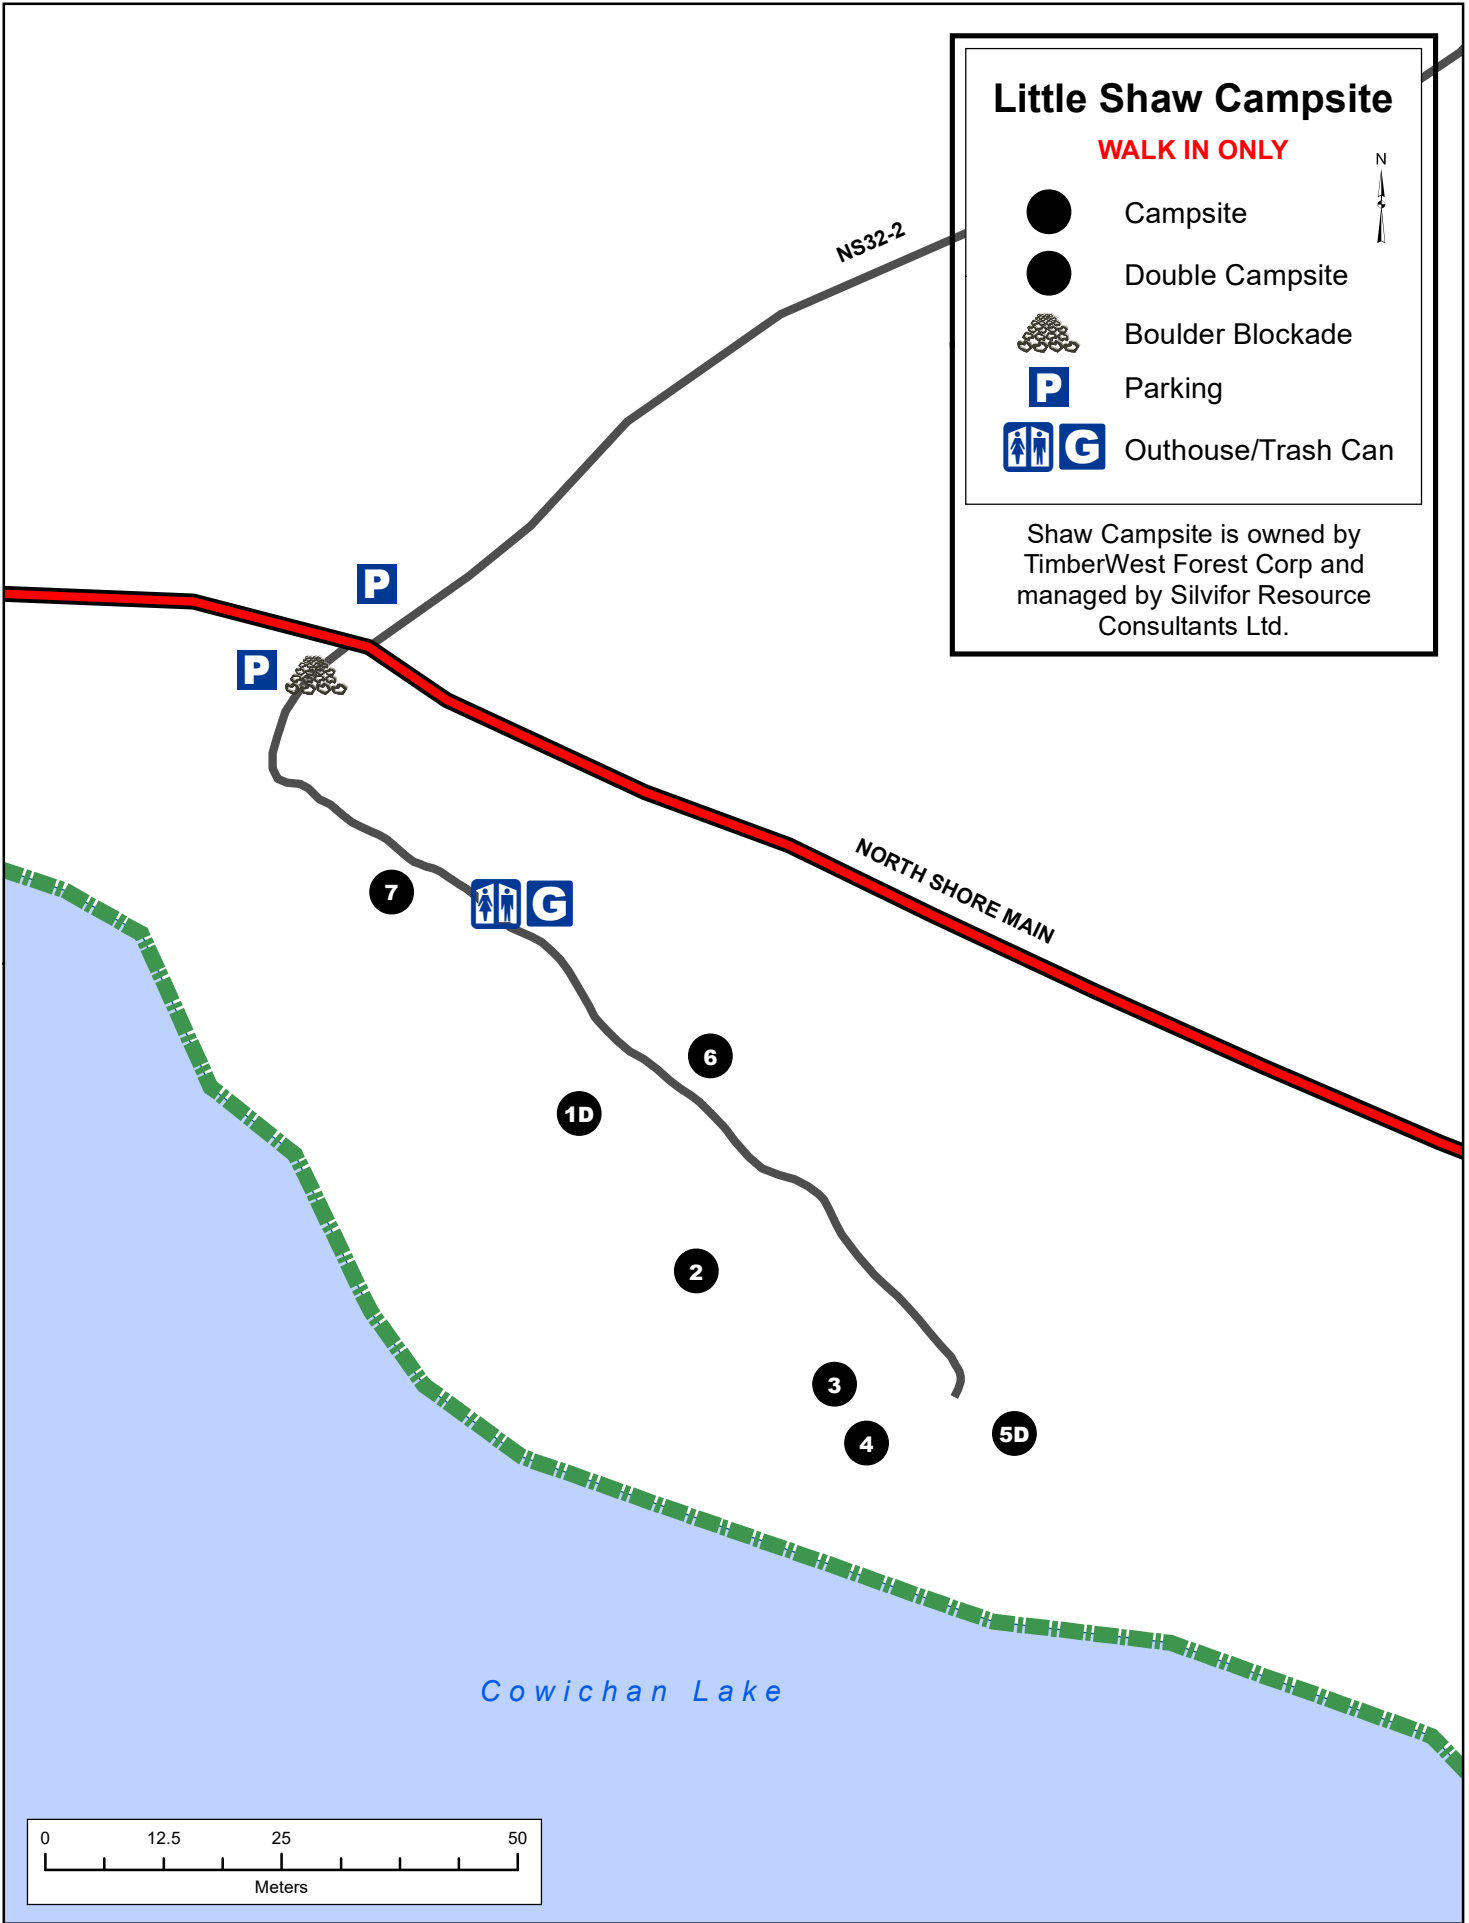 Little Shaw Campsite
WALK IN ONLY
N
Campsite
Double Campsite
Boulder Blockade
P Parking
G Outhouse/Trash Can
Shaw Campsite is owned by
TimberWest Forest Corp and
managed by Silvifor Resource
Consultants Ltd.
NS32-2
P
P
NORTH SHORE MAIN
7
G
6
1D
2
3
4
5D
Cowichan Lake
0 12.5 25 50
Meters